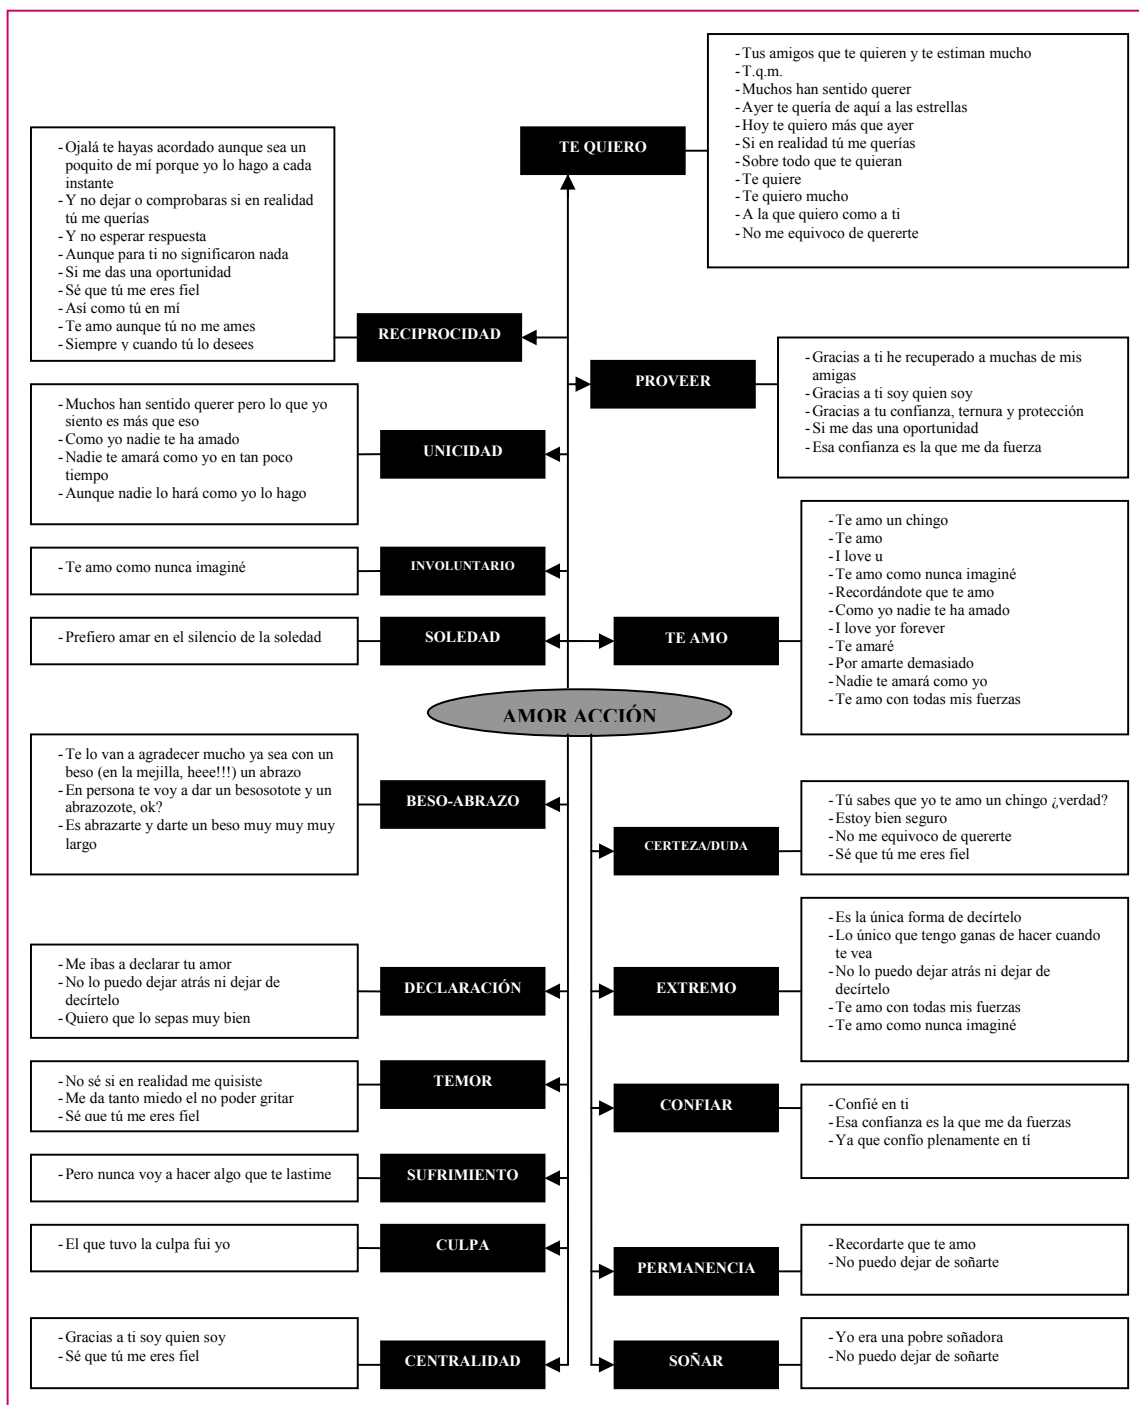 - Tus amigos que te quieren y te estiman mucho
- T.q.m.
- Muchos han sentido querer
- Ayer te quería de aquí a las estrellas
- Hoy te quiero más que ayer
- Si en realidad tú me querías
- Sobre todo que te quieran
- Te quiere
- Te quiero mucho
- A la que quiero como a ti
- No me equivoco de quererte
TE QUIERO
- Ojalá te hayas acordado aunque sea un
poquito de mí porque yo lo hago a cada
instante
- Y no dejar o comprobaras si en realidad
tú me querías
- Y no esperar respuesta
- Aunque para ti no significaron nada
- Si me das una oportunidad
- Sé que tú me eres fiel
- Así como tú en mí
- Te amo aunque tú no me ames
- Siempre y cuando tú lo desees
RECIPROCIDAD
PROVEER
- Gracias a ti he recuperado a muchas de mis
amigas
- Gracias a ti soy quien soy
- Gracias a tu confianza, ternura y protección
- Si me das una oportunidad
- Esa confianza es la que me da fuerza
- Muchos han sentido querer pero lo que yo
siento es más que eso
- Como yo nadie te ha amado
- Nadie te amará como yo en tan poco
tiempo
- Aunque nadie lo hará como yo lo hago
UNICIDAD
- Te amo como nunca imaginé
INVOLUNTARIO
- Prefiero amar en el silencio de la soledad
SOLEDAD
TE AMO
- Te amo un chingo
- Te amo
- I love u
- Te amo como nunca imaginé
- Recordándote que te amo
- Como yo nadie te ha amado
- I love yor forever
- Te amaré
- Por amarte demasiado
- Nadie te amará como yo
- Te amo con todas mis fuerzas
AMOR ACCIÓN
- Te lo van a agradecer mucho ya sea con un
beso (en la mejilla, heee!!!) un abrazo
- En persona te voy a dar un besosotote y un
abrazozote, ok?
- Es abrazarte y darte un beso muy muy muy
largo
BESO-ABRAZO
CERTEZA/DUDA
- Tú sabes que yo te amo un chingo ¿verdad?
- Estoy bien seguro
- No me equivoco de quererte
- Sé que tú me eres fiel
- Me ibas a declarar tu amor
- No lo puedo dejar atrás ni dejar de
decírtelo
- Quiero que lo sepas muy bien
DECLARACIÓN
EXTREMO
- Es la única forma de decírtelo
- Lo único que tengo ganas de hacer cuando
te vea
- No lo puedo dejar atrás ni dejar de
decírtelo
- Te amo con todas mis fuerzas
- Te amo como nunca imaginé
- No sé si en realidad me quisiste
- Me da tanto miedo el no poder gritar
- Sé que tú me eres fiel
TEMOR
CONFIAR
- Confié en ti
- Esa confianza es la que me da fuerzas
- Ya que confío plenamente en tí
- Pero nunca voy a hacer algo que te lastime
SUFRIMIENTO
- El que tuvo la culpa fui yo
CULPA
PERMANENCIA
- Recordarte que te amo
- No puedo dejar de soñarte
- Gracias a ti soy quien soy
- Sé que tú me eres fiel
CENTRALIDAD
SOÑAR
- Yo era una pobre soñadora
- No puedo dejar de soñarte